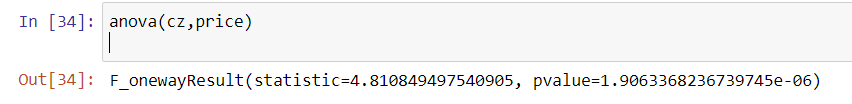 In [34]: anova(cz,price)
Out[34]: F_onewayResult(statistic=4.810849497540905, pvalue=1.9063368236739745e-06)